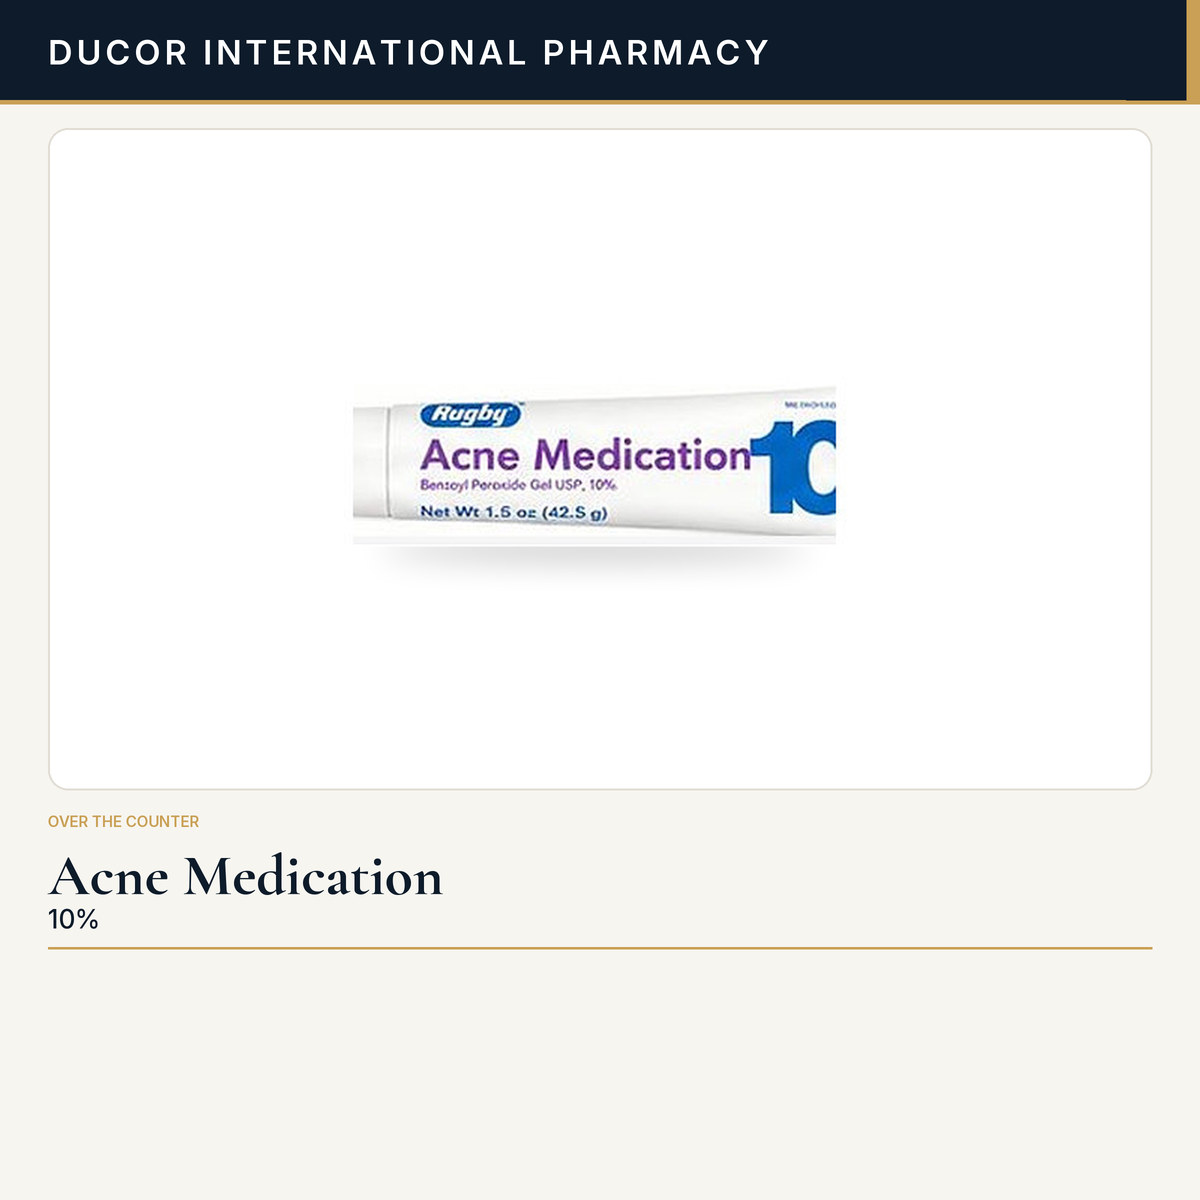 DUCOR INTERNATIONAL PHARMACY
Rugby
Acne Medication 10
Benzoyl Peroxide Gel USP, 10%
Net Wt 1.5 oz (42.5 g)
OVER THE COUNTER
Acne Medication
10%